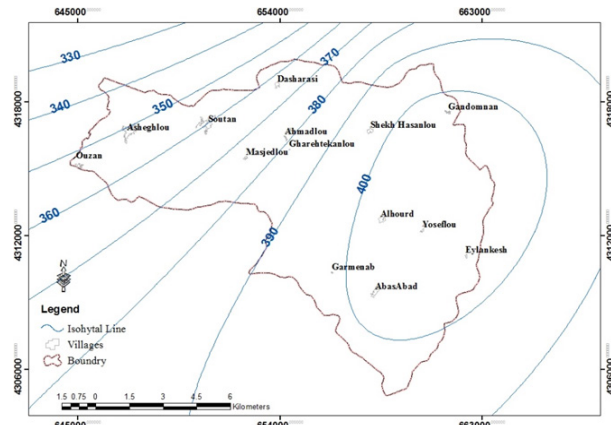 645000 654000 663000
330
340
350
360
370
380
390
400
4318000
4318000
4312000
4312000
4306000
4306000
Dasharasi
Gandomnan
Asheghlou
Soutan
Shekh Hasanlou
Ahmadlou
Gharehtekanlou
Masjedlou
Ouzan
Alhourd
Yoseflou
Eylankesh
Garmenab
AbasAbad
N
Legend
Isohytal Line
Villages
Boundry
1.5 0.75 0 1.5 3 4.5 6
Kilometers
645000 654000 663000